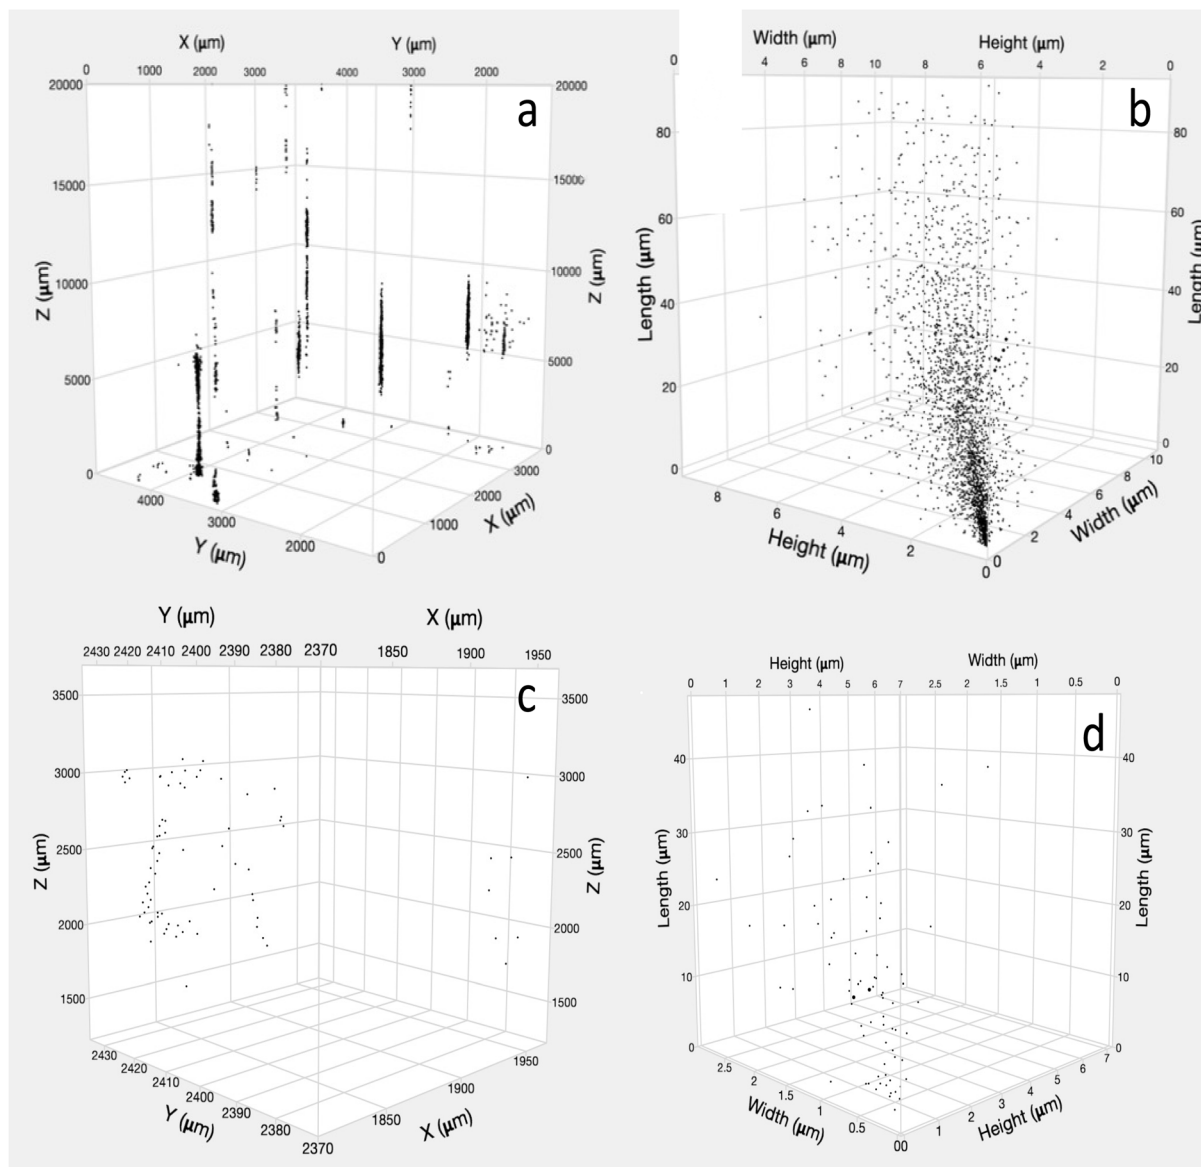 X (μm) Y (μm)
0 1000 2000 3000 4000 3000 2000
20000 20000
a
15000 15000
Z (μm) 10000 10000 Z (μm)
5000 5000
0 0
4000 3000 2000 0 1000 2000 3000
Y (μm) X (μm)
Width (μm) Height (μm)
0 4 6 8 10 8 6 4 2 0
b
80 80
60 60
Length (μm) 40 40 Length (μm)
20 20
0 0
8 6 4 2 0 0 2 4 6 8 10
Height (μm) Width (μm)
Y (μm) X (μm)
2430 2420 2410 2400 2390 2380 2370 1850 1900 1950
3500 3500
c
3000 3000
Z (μm) 2500 2500 Z (μm)
2000 2000
1500 1500
2430 2420 2410 2400 2390 2380 2370 1850 1900 1950
Y (μm) X (μm)
Height (μm) Width (μm)
0 1 2 3 4 5 6 7 2.5 2 1.5 1 0.5 0
d
40 40
30 30
Length (μm) 20 20 Length (μm)
10 10
0 0
2.5 2 1.5 1 0.5 00 1 2 3 4 5 6 7
Width (μm) Height (μm)